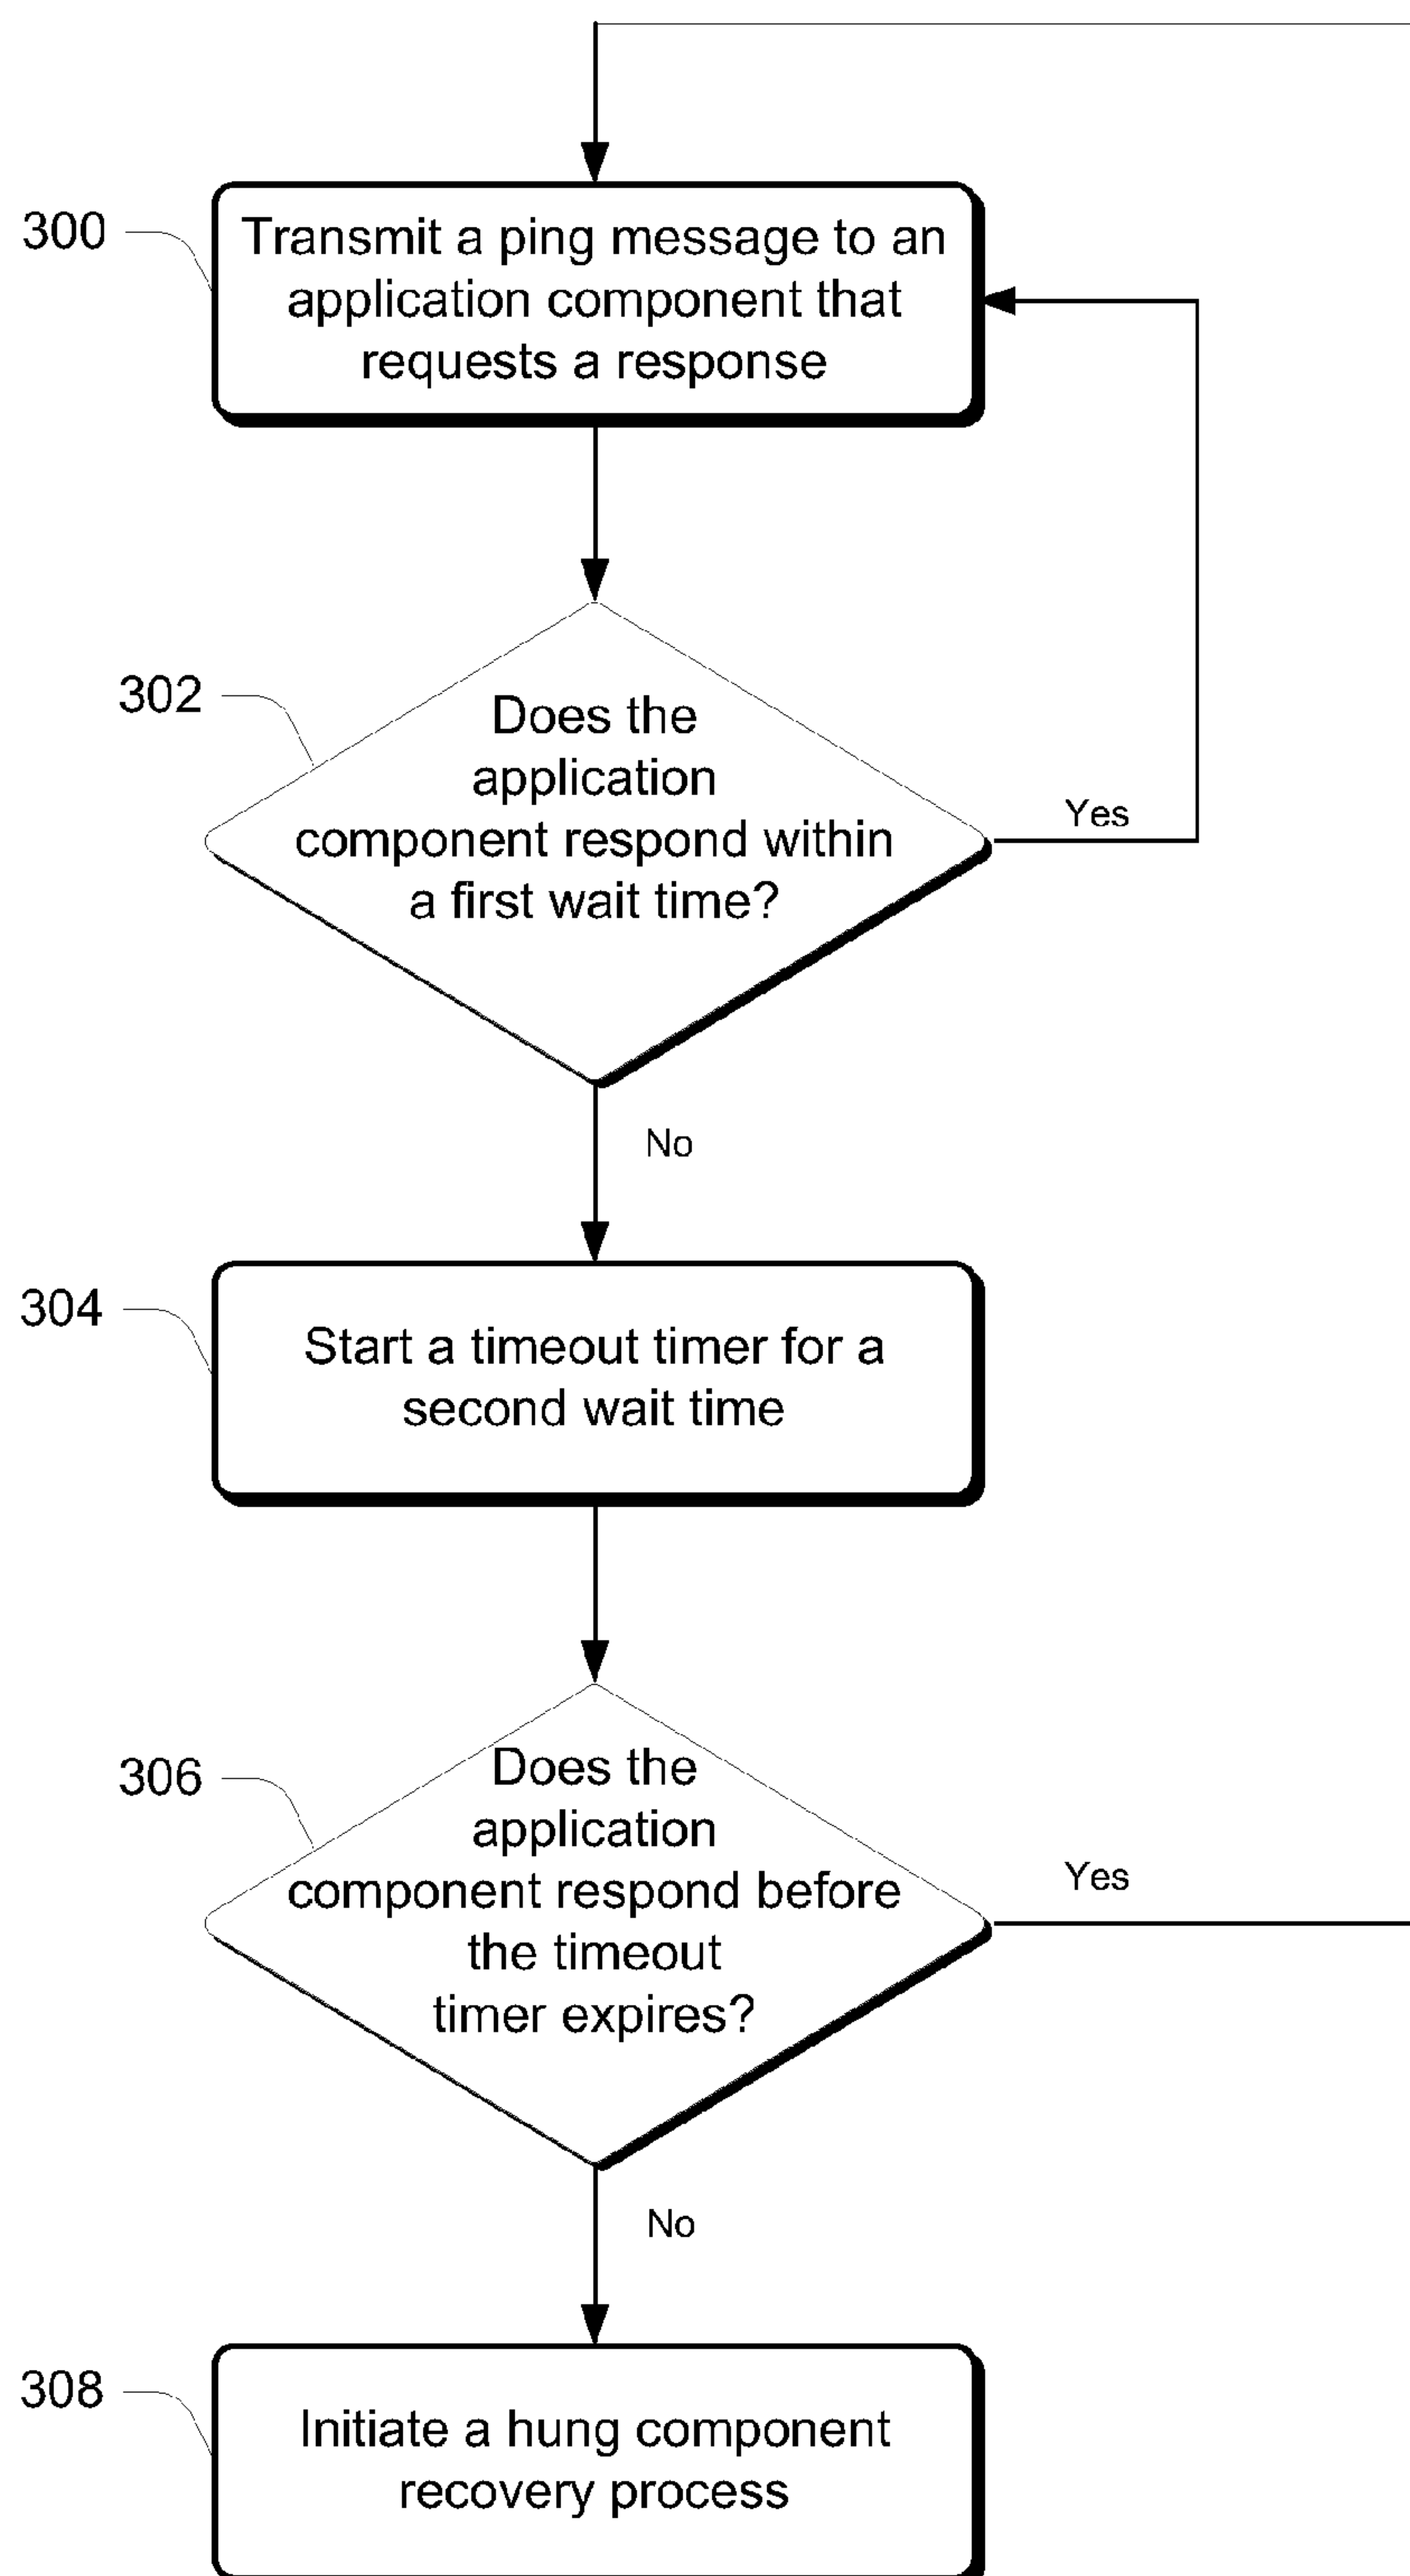 300
Transmit a ping message to an
application component that
requests a response
302
Does the
application
component respond within
a first wait time?
Yes
No
304
Start a timeout timer for a
second wait time
306
Does the
application
component respond before
the timeout
timer expires?
Yes
No
308
Initiate a hung component
recovery process